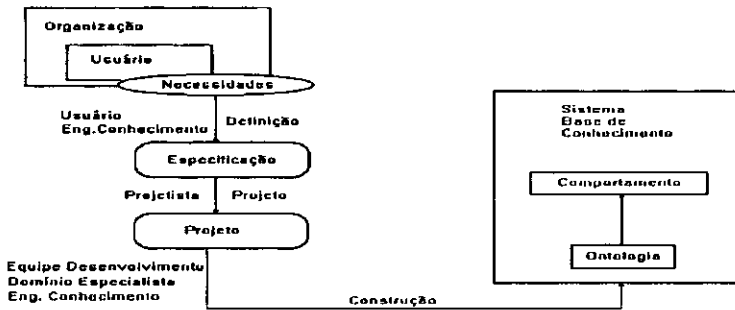 Organização
Usuário
Necessidades
Usuário
Eng.Conhecimento
Definição
Especificação
Projetista
Projeto
Projeto
Equipe Desenvolvimento
Domínio Especialista
Eng. Conhecimento
Construção
Sistema
Base de
Conhecimento
Comportamento
Ontologia